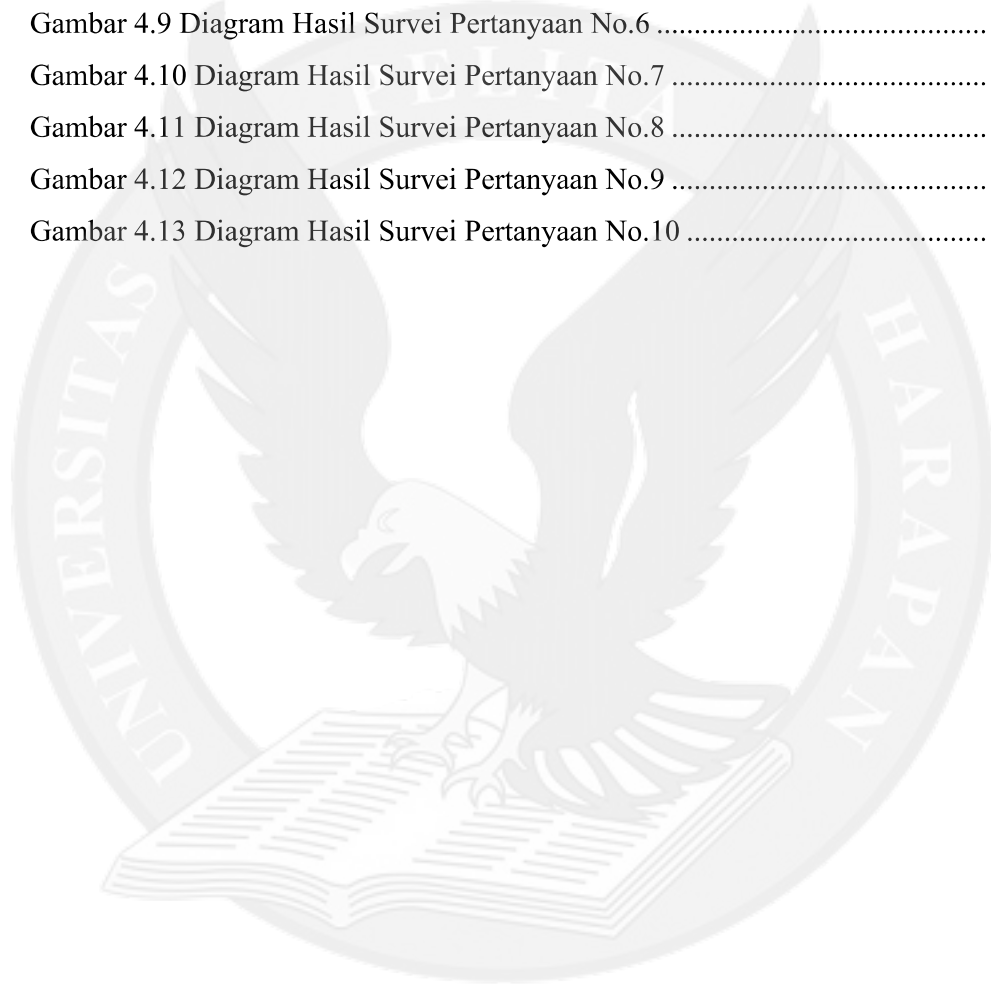 Gambar 4.9 Diagram Hasil Survei Pertanyaan No.6 ............................................
Gambar 4.10 Diagram Hasil Survei Pertanyaan No.7 ..........................................
Gambar 4.11 Diagram Hasil Survei Pertanyaan No.8 ..........................................
Gambar 4.12 Diagram Hasil Survei Pertanyaan No.9 ..........................................
Gambar 4.13 Diagram Hasil Survei Pertanyaan No.10 ........................................
UNIVERSITAS PELITA HARAPAN